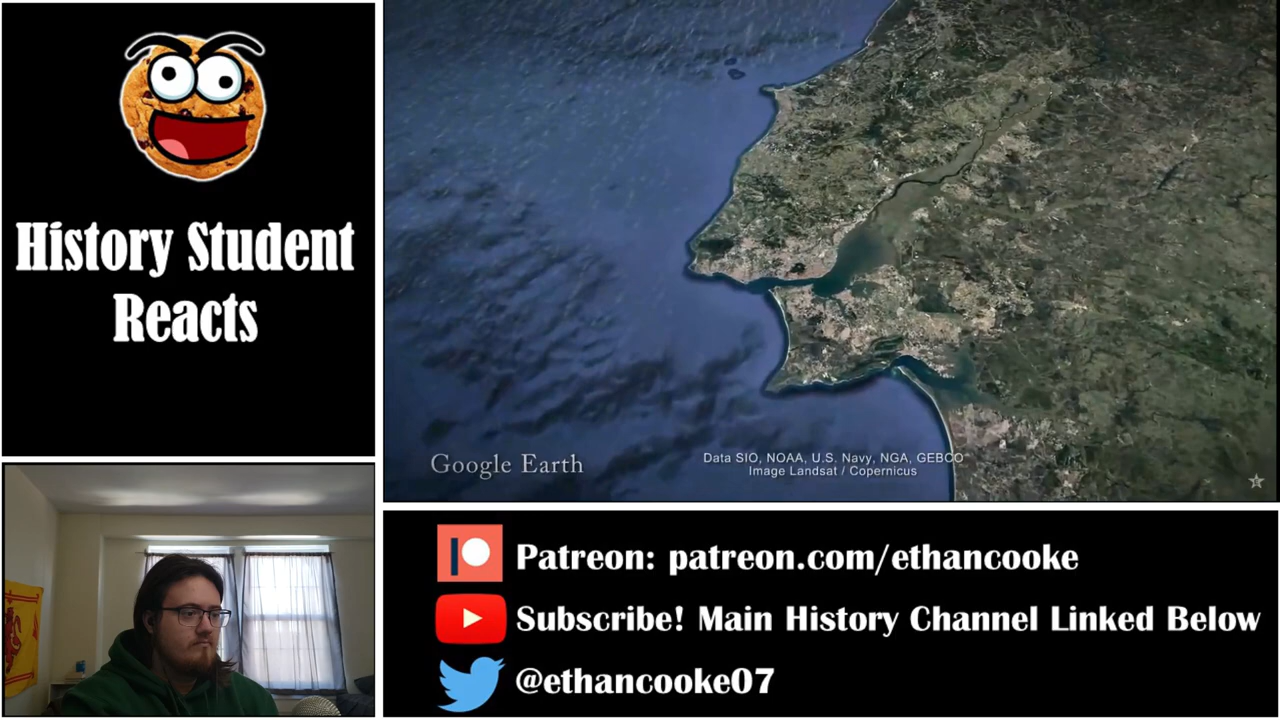 History Student
Reacts
Google Earth
Data SIO, NOAA, U.S. Navy, NGA, GEBCO
Image Landsat / Copernicus
Patreon: patreon.com/ethancooke
Subscribe! Main History Channel Linked Below
@ethancooke07